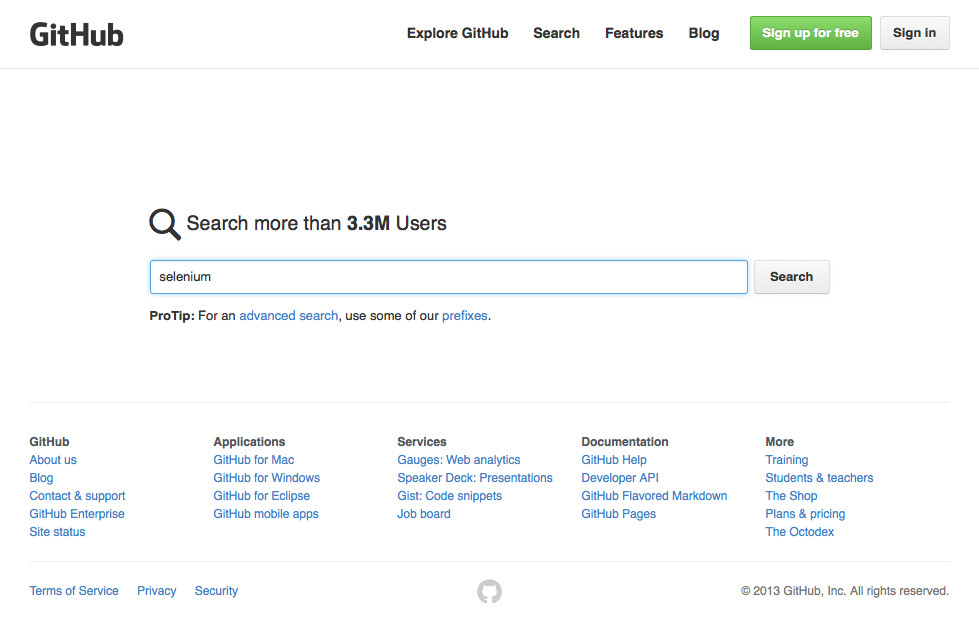 GitHub Explore GitHub Search Features Blog Sign up for free Sign in
Search more than 3.3M Users
selenium Search
ProTip: For an advanced search, use some of our prefixes.
GitHub Applications Services Documentation More
About us GitHub for Mac Gauges: Web analytics GitHub Help Training
Blog GitHub for Windows Speaker Deck: Presentations Developer API Students & teachers
Contact & support GitHub for Eclipse Gist: Code snippets GitHub Flavored Markdown The Shop
GitHub Enterprise GitHub mobile apps Job board GitHub Pages Plans & pricing
Site status The Octodex
Terms of Service Privacy Security © 2013 GitHub, Inc. All rights reserved.